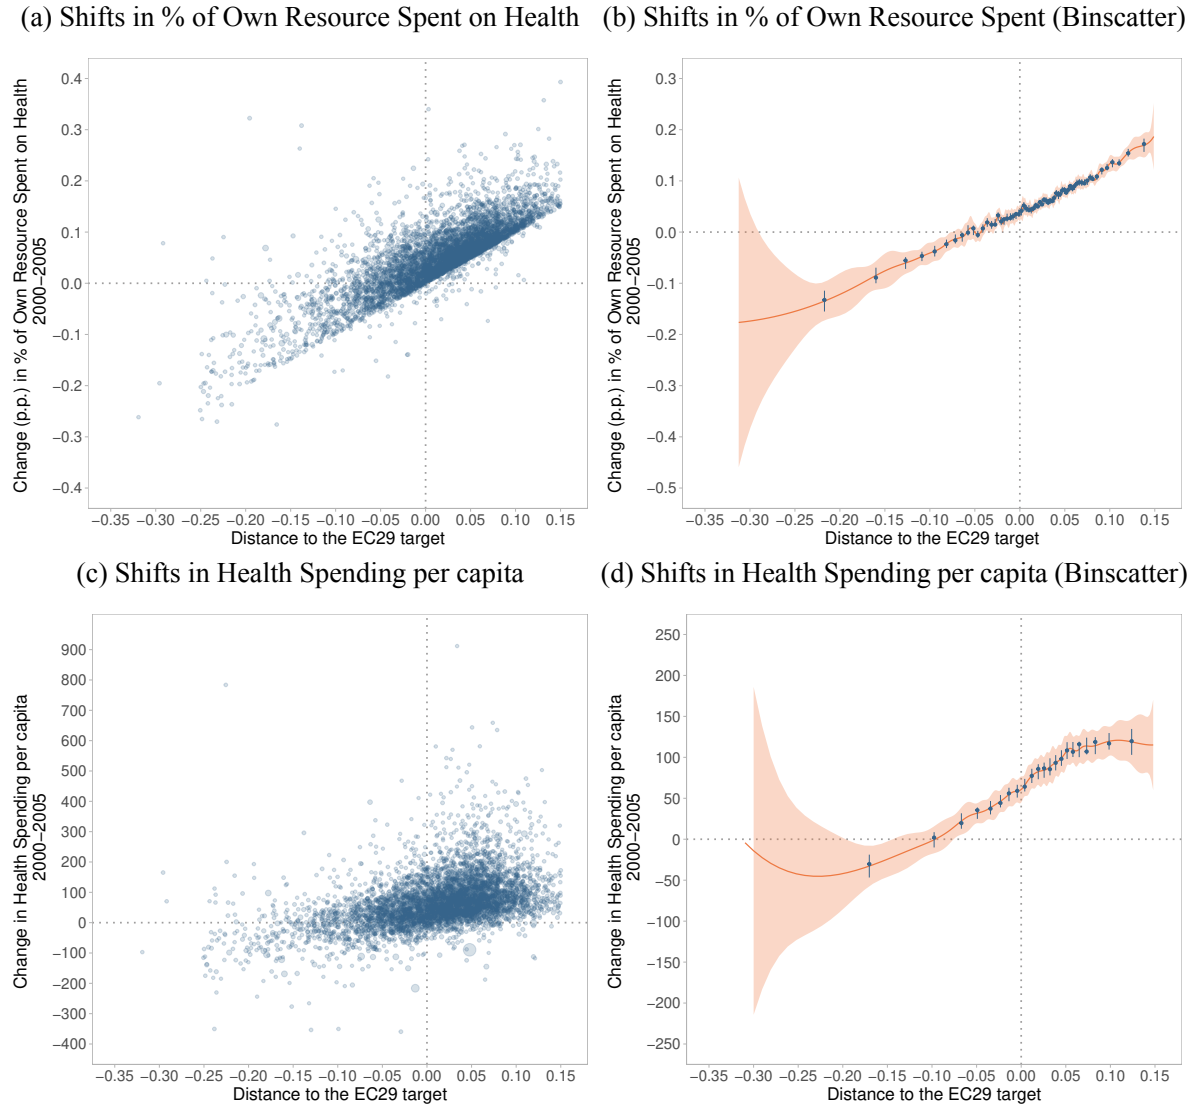 (a) Shifts in % of Own Resource Spent on Health
(b) Shifts in % of Own Resource Spent (Binscatter)
Change (p.p.) in % of Own Resource Spent on Health
2000−2005
0.4
0.3
0.2
0.1
0.0
−0.1
−0.2
−0.3
−0.4
−0.35 −0.30 −0.25 −0.20 −0.15 −0.10 −0.05 0.00 0.05 0.10 0.15
Distance to the EC29 target
Change (p.p.) in % of Own Resource Spent on Health
2000−2005
0.3
0.2
0.1
0.0
−0.1
−0.2
−0.3
−0.4
−0.5
−0.35 −0.30 −0.25 −0.20 −0.15 −0.10 −0.05 0.00 0.05 0.10 0.15
Distance to the EC29 target
(c) Shifts in Health Spending per capita
(d) Shifts in Health Spending per capita (Binscatter)
Change in Health Spending per capita
2000−2005
900
800
700
600
500
400
300
200
100
0
−100
−200
−300
−400
−0.35 −0.30 −0.25 −0.20 −0.15 −0.10 −0.05 0.00 0.05 0.10 0.15
Distance to the EC29 target
Change in Health Spending per capita
2000−2005
250
200
150
100
50
0
−50
−100
−150
−200
−250
−0.35 −0.30 −0.25 −0.20 −0.15 −0.10 −0.05 0.00 0.05 0.10 0.15
Distance to the EC29 target